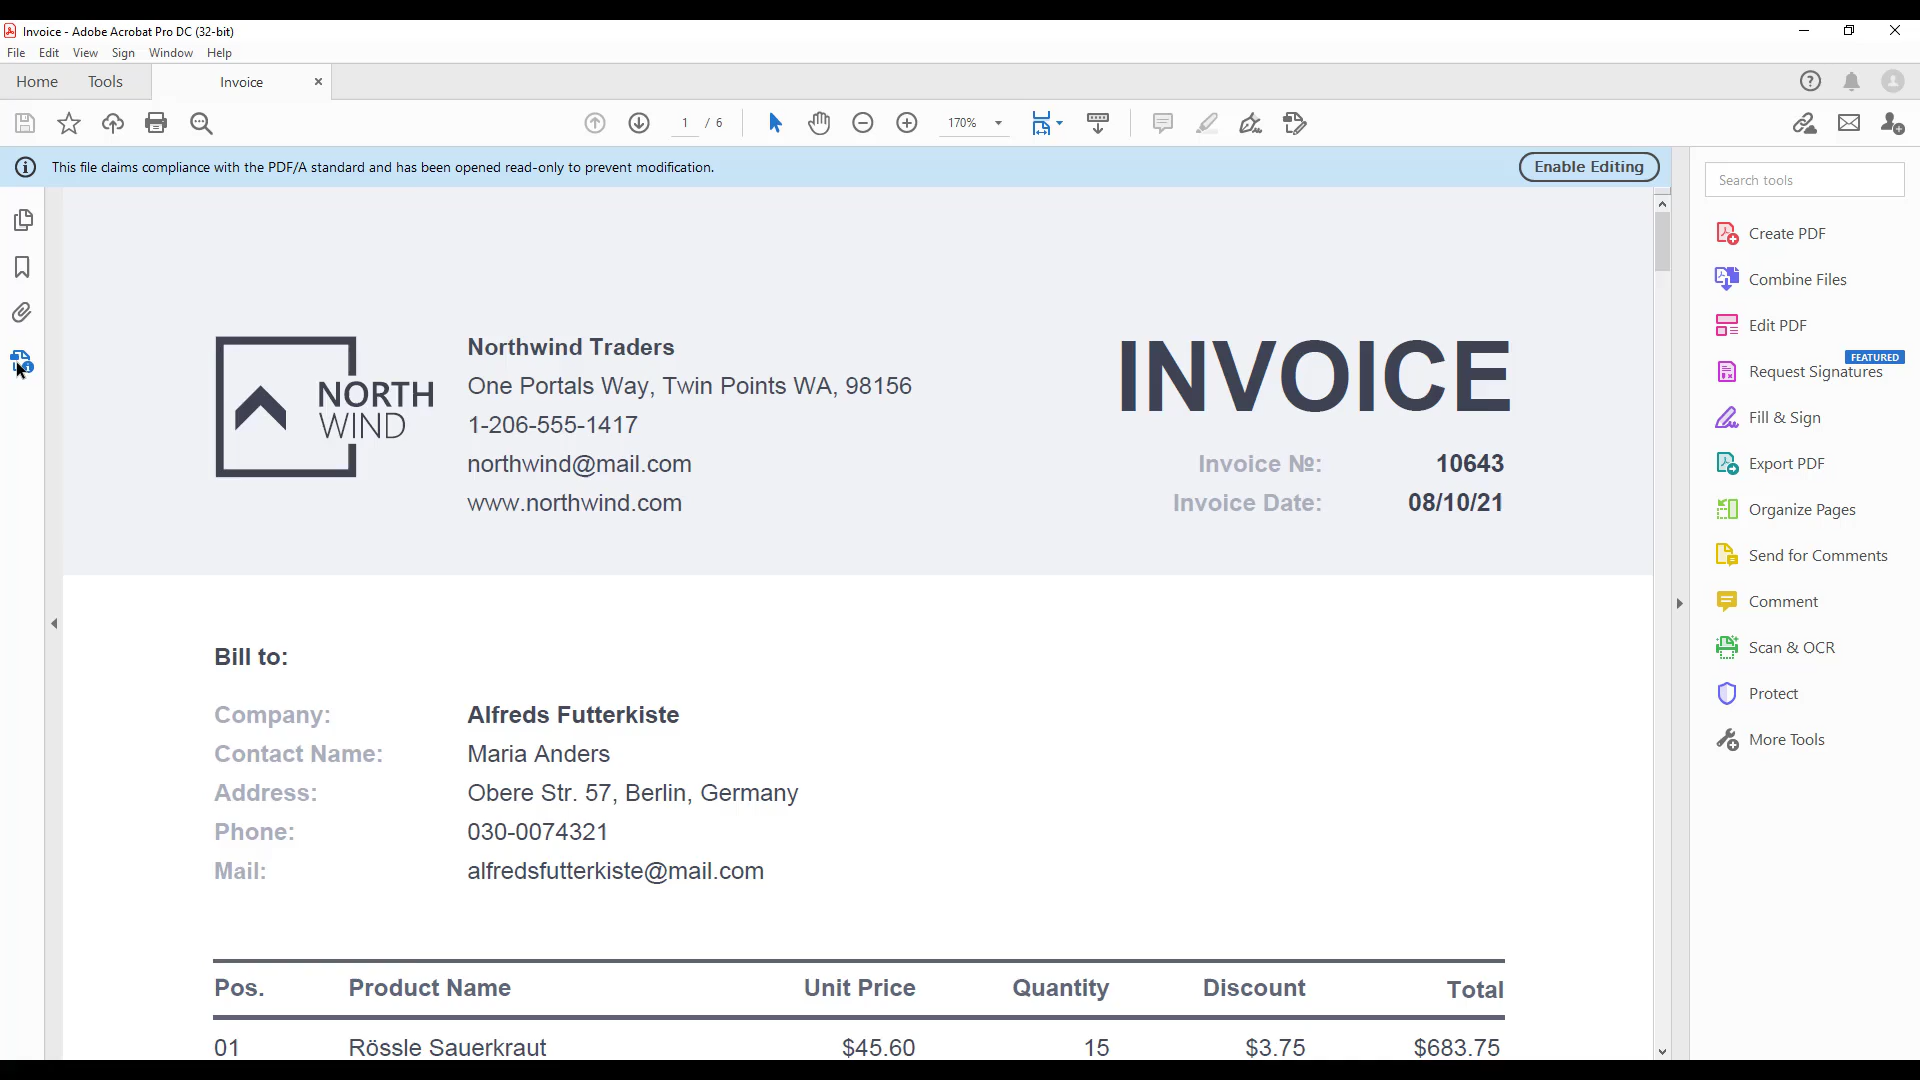 Invoice - Adobe Acrobat Pro DC (32-bit)
File Edit View Sign Window Help
Home Tools Invoice
1 / 6 170%
This file claims compliance with the PDF/A standard and has been opened read-only to prevent modification. Enable Editing
Search tools
Create PDF
Combine Files
Edit PDF
FEATURED
Request Signatures
Fill & Sign
Export PDF
Organize Pages
Send for Comments
Comment
Scan & OCR
Protect
More Tools
NORTH
WIND
Northwind Traders
One Portals Way, Twin Points WA, 98156
1-206-555-1417
northwind@mail.com
www.northwind.com
INVOICE
Invoice №: 10643
Invoice Date: 08/10/21
Bill to:
Company: Alfreds Futterkiste
Contact Name: Maria Anders
Address: Obere Str. 57, Berlin, Germany
Phone: 030-0074321
Mail: alfredsfutterkiste@mail.com
Pos. Product Name Unit Price Quantity Discount Total
01 Rössle Sauerkraut $45.60 15 $3.75 $683.75